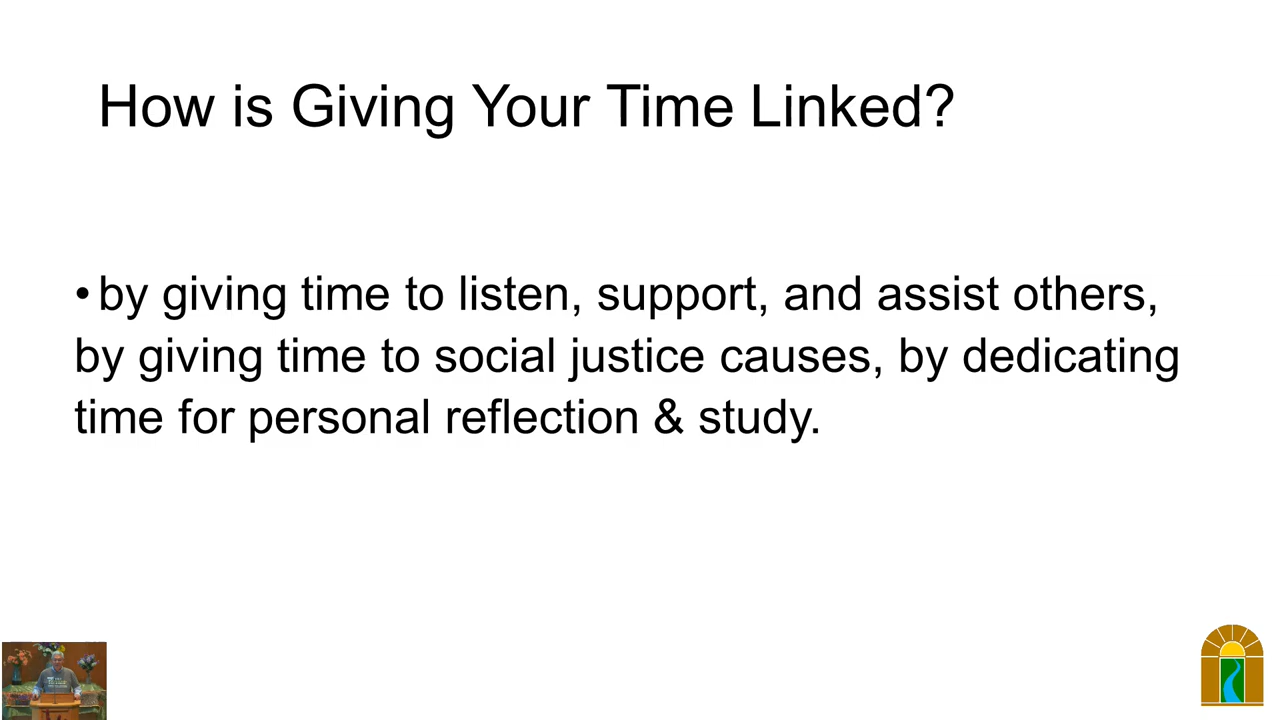 How is Giving Your Time Linked?
• by giving time to listen, support, and assist others,
by giving time to social justice causes, by dedicating
time for personal reflection & study.